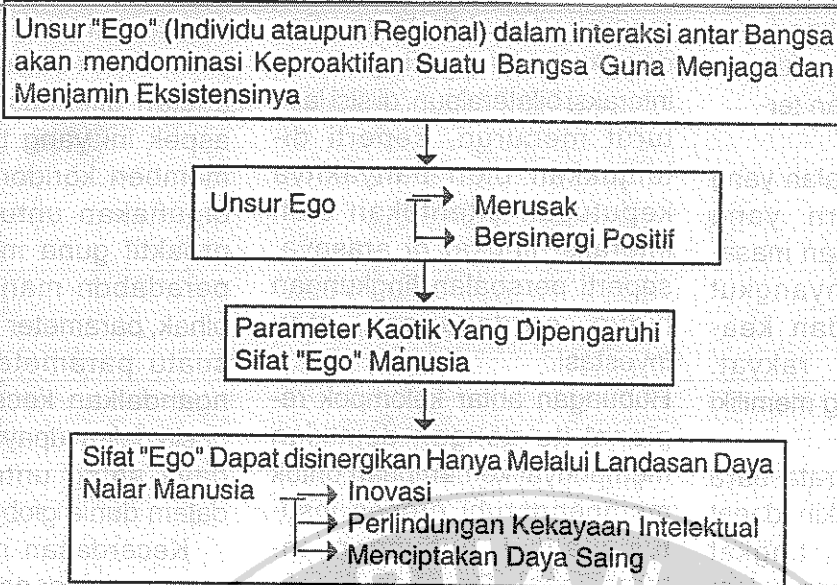 Unsur "Ego" (Individu ataupun Regional) dalam interaksi antar Bangsa
akan mendominasi Keproaktifan Suatu Bangsa Guna Menjaga dan
Menjamin Eksistensinya
Unsur Ego Merusak
Bersinergi Positif
Parameter Kaotik Yang Dipengaruhi
Sifat "Ego" Manusia
Sifat "Ego" Dapat disinergikan Hanya Melalui Landasan Daya
Nalar Manusia Inovasi
Perlindungan Kekayaan Intelektual
Menciptakan Daya Saing